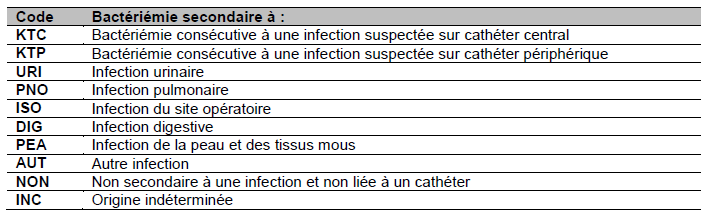 Code Bactériémie secondaire à :
KTC Bactériémie consécutive à une infection suspectée sur cathéter central
KTP Bactériémie consécutive à une infection suspectée sur cathéter périphérique
URI Infection urinaire
PNO Infection pulmonaire
ISO Infection du site opératoire
DIG Infection digestive
PEA Infection de la peau et des tissus mous
AUT Autre infection
NON Non secondaire à une infection et non liée à un cathéter
INC Origine indéterminée